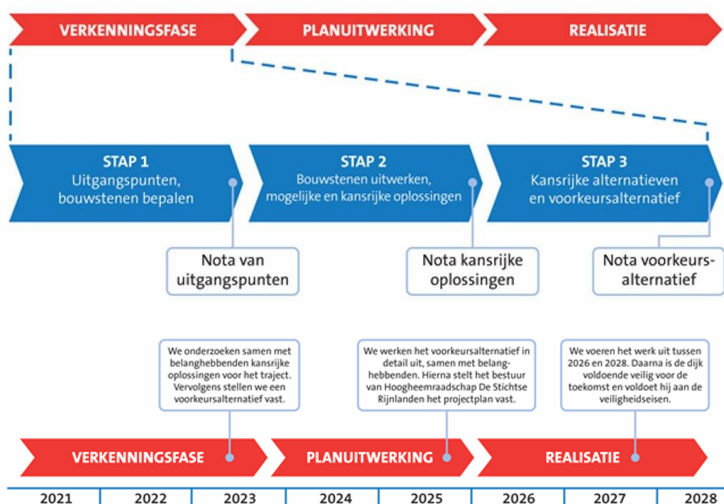 VERKENNINGSFASE
PLANUITWERKING
REALISATIE
STAP 1
Uitgangspunten,
bouwstenen bepalen
STAP 2
Bouwstenen uitwerken,
mogelijke en kansrijke oplossingen
STAP 3
Kansrijke alternatieven
en voorkeursalternatief
Nota van
uitgangspunten
Nota kansrijke
oplossingen
Nota voorkeurs-
alternatief
We onderzoeken samen met
belanghebbenden kansrijke
oplossingen voor het traject.
Vervolgens stellen we een
voorkeursalternatief vast.
We werken het voorkeursalternatief in
detail uit, samen met belang-
hebbenden. Hierna stelt het bestuur
van Hoogheemraadschap De Stichtse
Rijnlanden het projectplan vast.
We voeren het werk uit tussen
2026 en 2028. Daarna is de dijk
voldoende veilig voor de
toekomst en voldoet hij aan de
veiligheidseisen.
VERKENNINGSFASE
PLANUITWERKING
REALISATIE
2021
2022
2023
2024
2025
2026
2027
2028